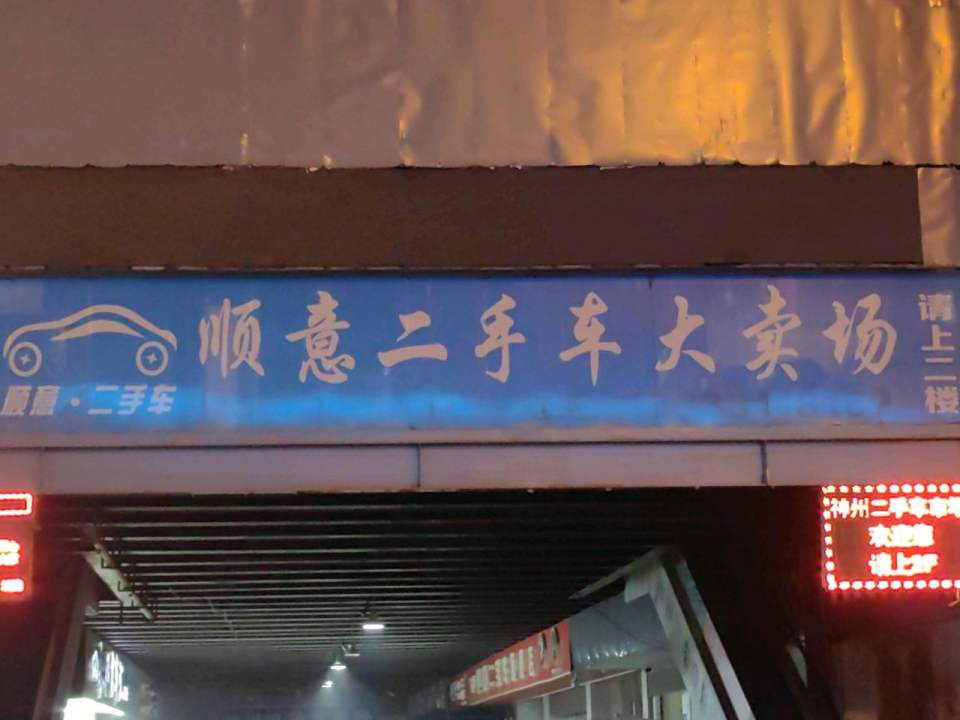 顺意二手车大卖场
请上二楼
顺意·二手车
神州二手车市场
欢迎您
请上2F